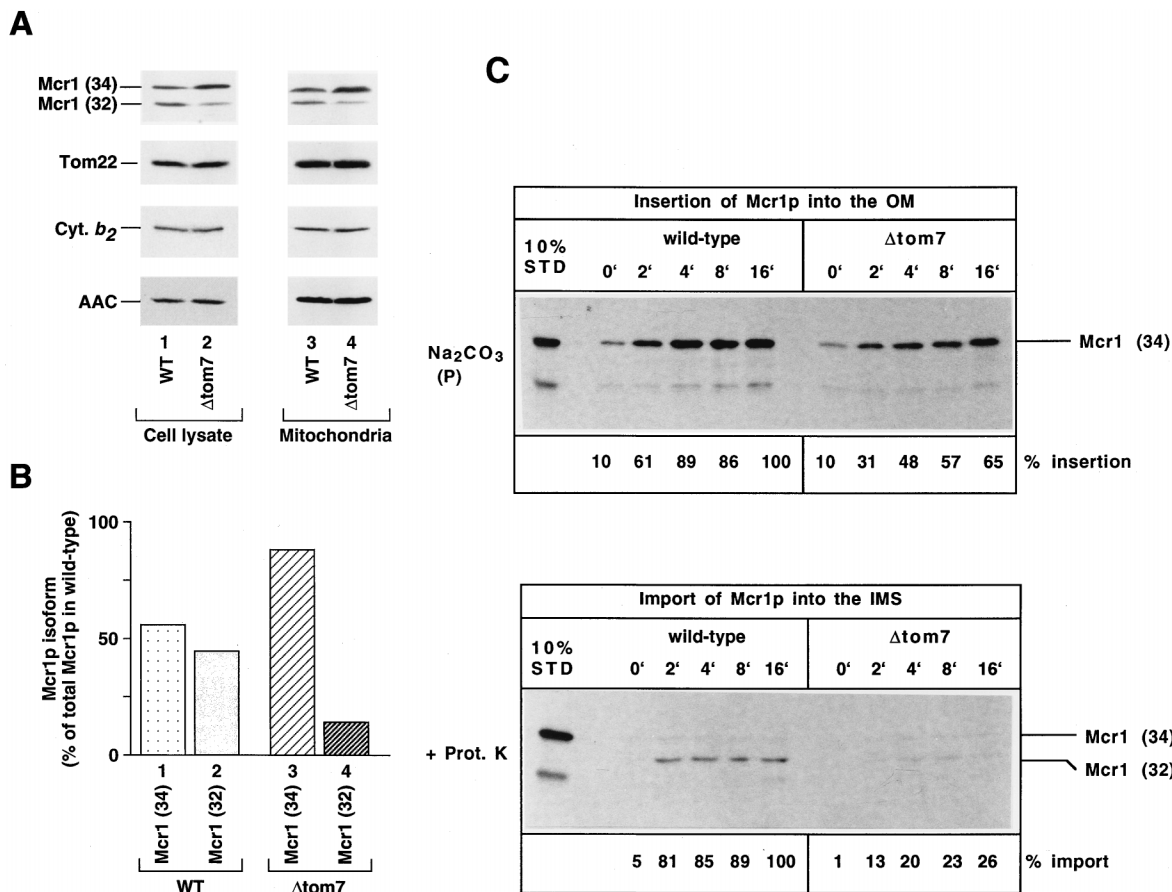 A
Mcr1 (34)
Mcr1 (32)
Tom22
Cyt. b2
AAC
1 2 3 4
WT Δtom7 WT Δtom7
Cell lysate Mitochondria
B
Mcr1p isoform
(% of total Mcr1p in wild-type)
100
50
0
1 2 3 4
Mcr1 (34) Mcr1 (32) Mcr1 (34) Mcr1 (32)
WT Δtom7
C
Insertion of Mcr1p into the OM
10% STD
wild-type Δtom7
0‘ 2‘ 4‘ 8‘ 16‘ 0‘ 2‘ 4‘ 8‘ 16‘
Na2CO3
(P)
Mcr1 (34)
10 61 89 86 100 10 31 48 57 65 % insertion
Import of Mcr1p into the IMS
10% STD
wild-type Δtom7
0‘ 2‘ 4‘ 8‘ 16‘ 0‘ 2‘ 4‘ 8‘ 16‘
+ Prot. K
Mcr1 (34)
Mcr1 (32)
5 81 85 89 100 1 13 20 23 26 % import